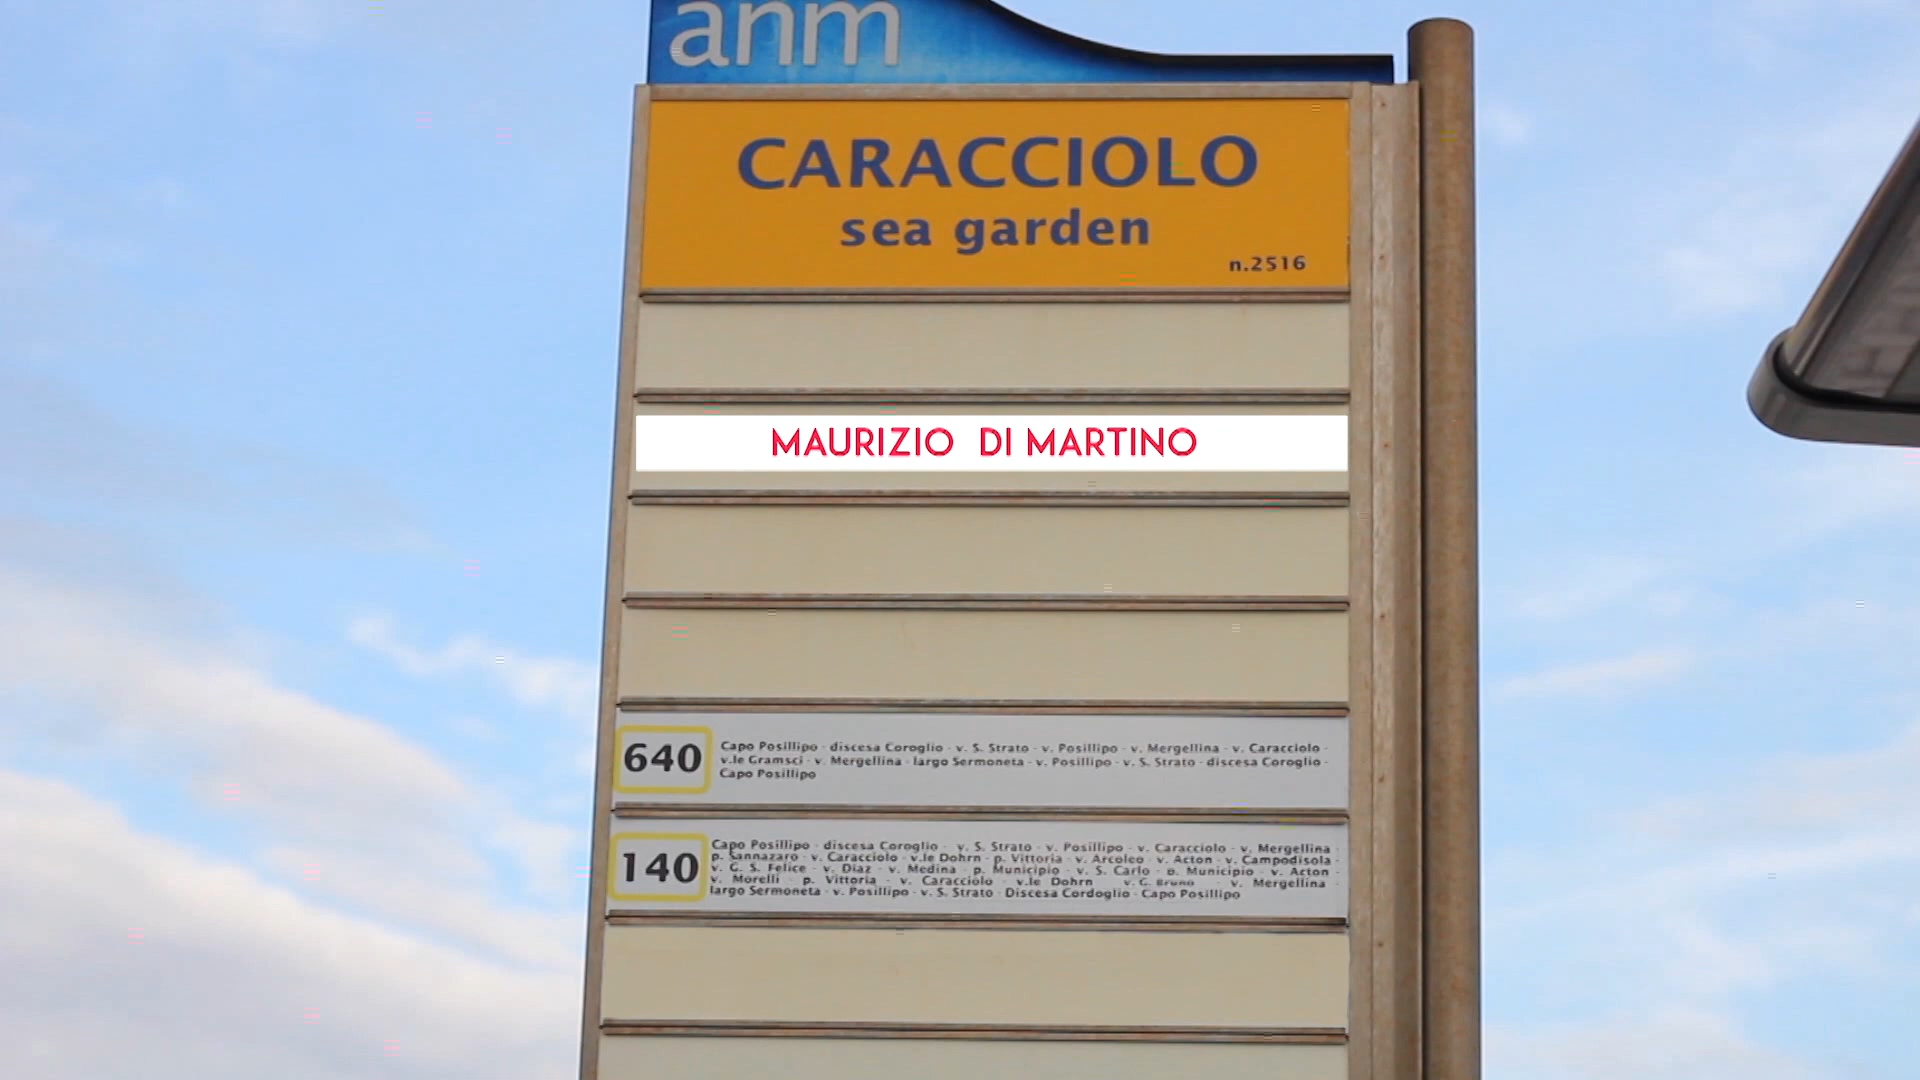 anm
CARACCIOLO
sea garden
n.2516
MAURIZIO DI MARTINO
640
Capo Posillipo - discesa Coroglio - v. S. Strato - v. Posillipo - v. Mergellina - v. Caracciolo -
v.le Gramsci - v. Mergellina - largo Sermoneta - v. Posillipo - v. S. Strato - discesa Coroglio -
Capo Posillipo
140
Capo Posillipo - discesa Coroglio - v. S. Strato - v. Posillipo - v. Caracciolo - v. Mergellina -
p. Sannazaro - v. Caracciolo - v.le Dohrn - p. Vittoria - v. Arcoleo - v. Acton - v. Campodisola -
v. G. S. Felice - v. Diaz - v. Medina - p. Municipio - v. S. Carlo - p. Municipio - v. Acton -
v. Morelli - p. Vittoria - v. Caracciolo - v.le Dohrn - v. G. Bruno - v. Mergellina -
largo Sermoneta - v. Posillipo - v. S. Strato - Discesa Cordoglio - Capo Posillipo